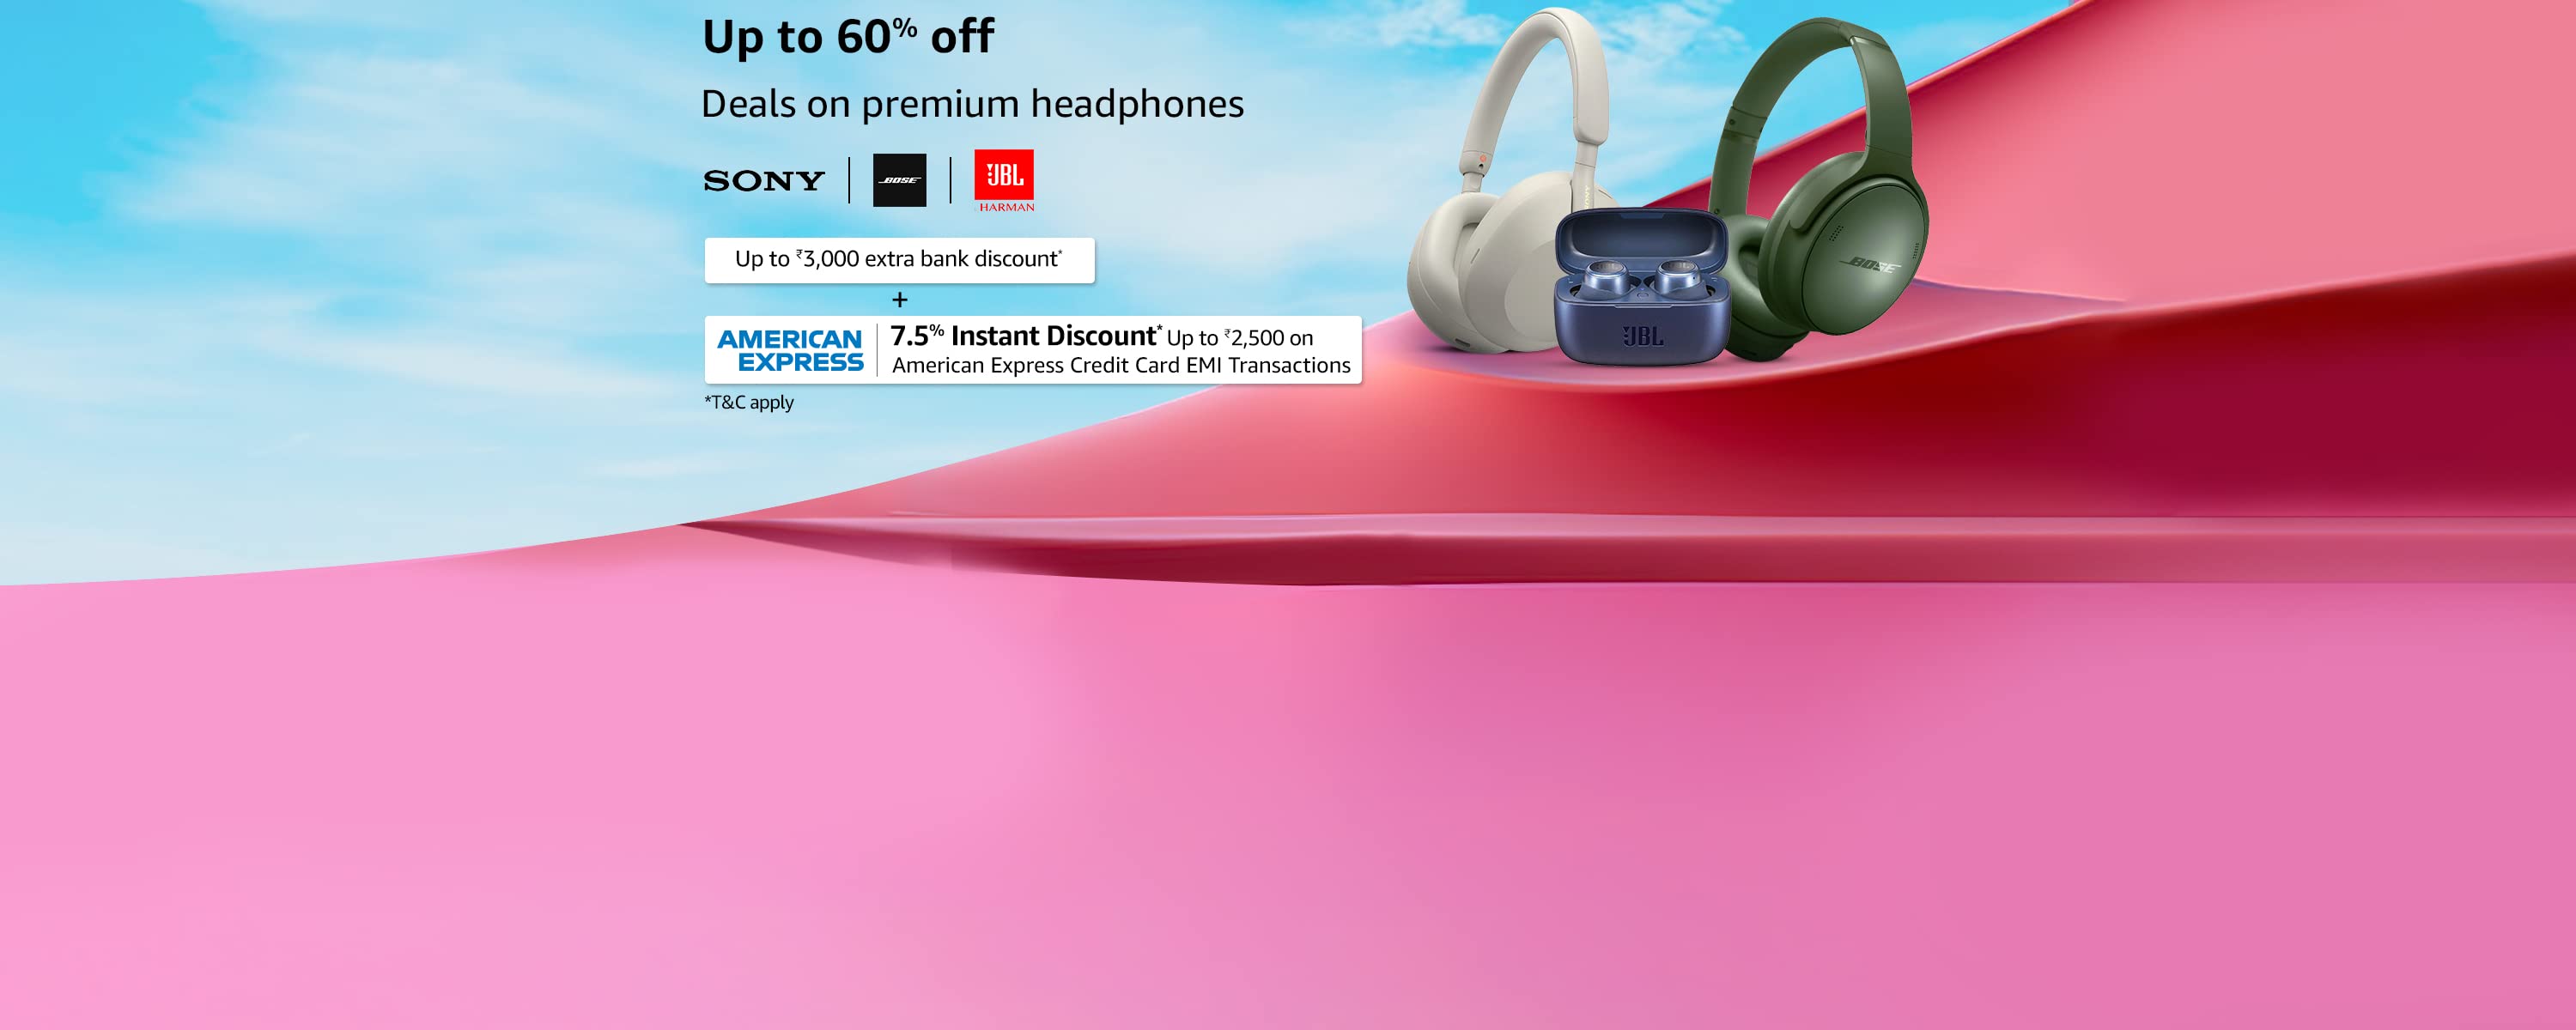 Up to 60% off
Deals on premium headphones
SONY | BOSE | JBL
HARMAN
Up to ₹3,000 extra bank discount*
+
AMERICAN EXPRESS | 7.5% Instant Discount* Up to ₹2,500 on
American Express Credit Card EMI Transactions
*T&C apply
SONY
BOSE
JBL